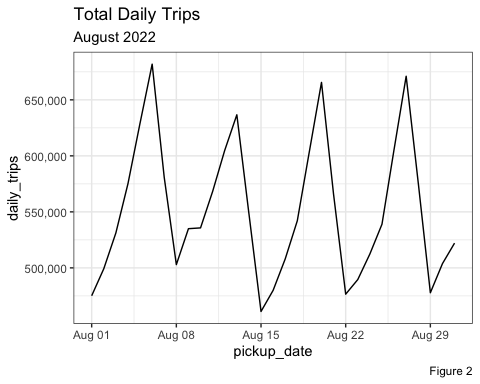 Total Daily Trips
August 2022
650,000
600,000
550,000
500,000
daily_trips
Aug 01 Aug 08 Aug 15 Aug 22 Aug 29
pickup_date
Figure 2